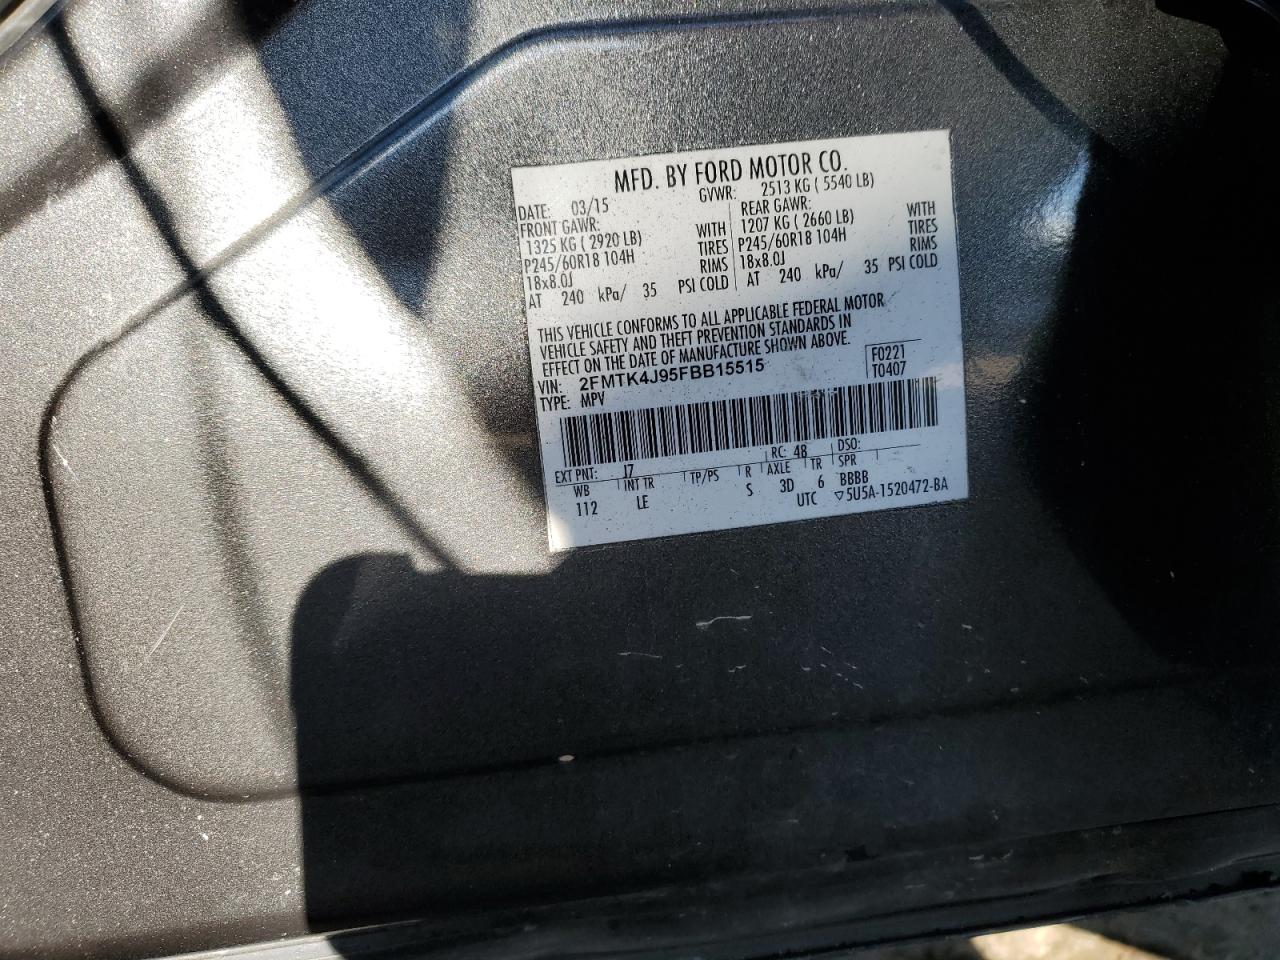 MFD. BY FORD MOTOR CO.
DATE: 03/15 GVWR: 2513 KG ( 5540 LB)
FRONT GAWR: REAR GAWR:
1325 KG ( 2920 LB) WITH 1207 KG ( 2660 LB) WITH
P245/60R18 104H TIRES P245/60R18 104H TIRES
18x8.0J RIMS 18x8.0J RIMS
AT 240 kPa/ 35 PSI COLD AT 240 kPa/ 35 PSI COLD
THIS VEHICLE CONFORMS TO ALL APPLICABLE FEDERAL MOTOR
VEHICLE SAFETY AND THEFT PREVENTION STANDARDS IN
EFFECT ON THE DATE OF MANUFACTURE SHOWN ABOVE.
VIN: 2FMTK4J95FBB15515 F0221
TYPE: MPV T0407
EXT PNT: J7 RC: 48 DSO:
WB INT TR TP/PS R AXLE TR SPR
112 LE S 3D 6 BBBB
UTC ▽5U5A-1520472-BA